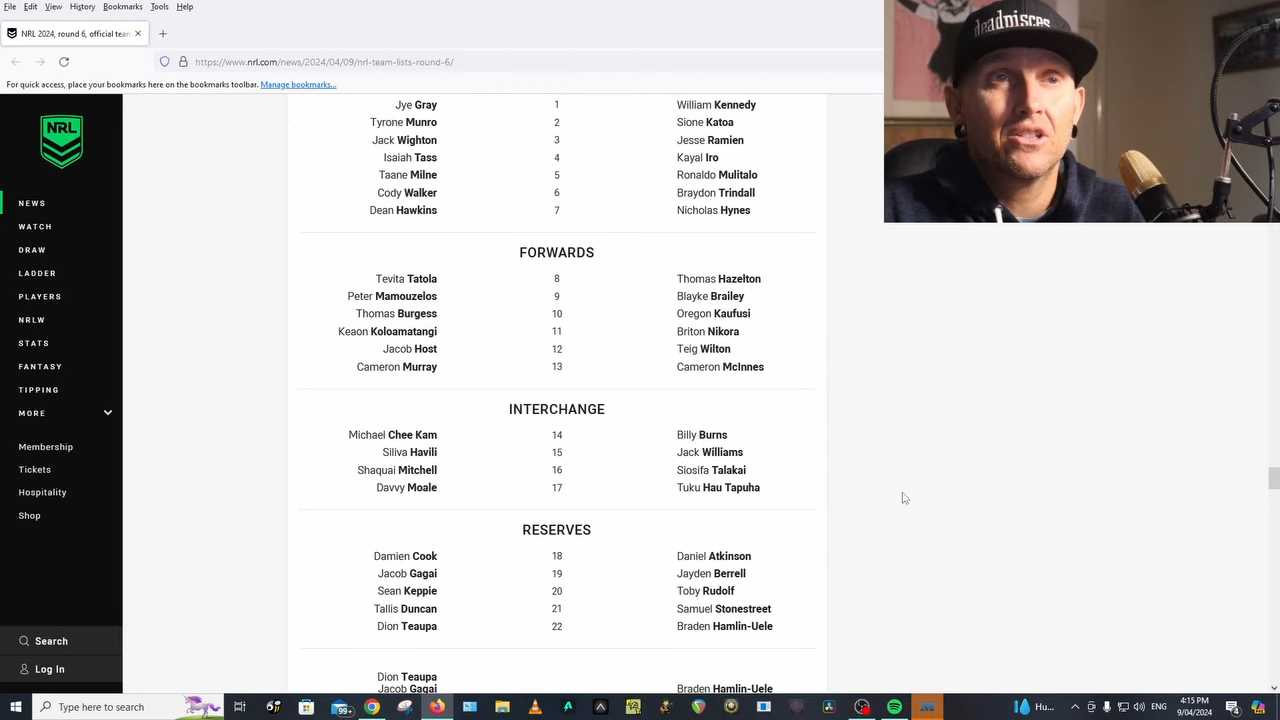 File Edit View History Bookmarks Tools Help
NRL 2024, round 6, official tear
https://www.nrl.com/news/2024/04/09/nrl-team-lists-round-6/
For quick access, place your bookmarks here on the bookmarks toolbar. Manage bookmarks...
NRL
NEWS
WATCH
DRAW
LADDER
PLAYERS
NRLW
STATS
FANTASY
TIPPING
MORE
Membership
Tickets
Hospitality
Shop
Search
Log In
Jye Gray 1 William Kennedy
Tyrone Munro 2 Sione Katoa
Jack Wighton 3 Jesse Ramien
Isaiah Tass 4 Kayal Iro
Taane Milne 5 Ronaldo Mulitalo
Cody Walker 6 Braydon Trindall
Dean Hawkins 7 Nicholas Hynes
FORWARDS
Tevita Tatola 8 Thomas Hazelton
Peter Mamouzelos 9 Blayke Brailey
Thomas Burgess 10 Oregon Kaufusi
Keaon Koloamatangi 11 Briton Nikora
Jacob Host 12 Teig Wilton
Cameron Murray 13 Cameron McInnes
INTERCHANGE
Michael Chee Kam 14 Billy Burns
Siliva Havili 15 Jack Williams
Shaquai Mitchell 16 Siosifa Talakai
Davvy Moale 17 Tuku Hau Tapuha
RESERVES
Damien Cook 18 Daniel Atkinson
Jacob Gagai 19 Jayden Berrell
Sean Keppie 20 Toby Rudolf
Tallis Duncan 21 Samuel Stonestreet
Dion Teaupa 22 Braden Hamlin-Uele
Dion Teaupa
Jacob Gagai Braden Hamlin-Uele
Type here to search
99+
Hu...
4:15 PM
9/04/2024